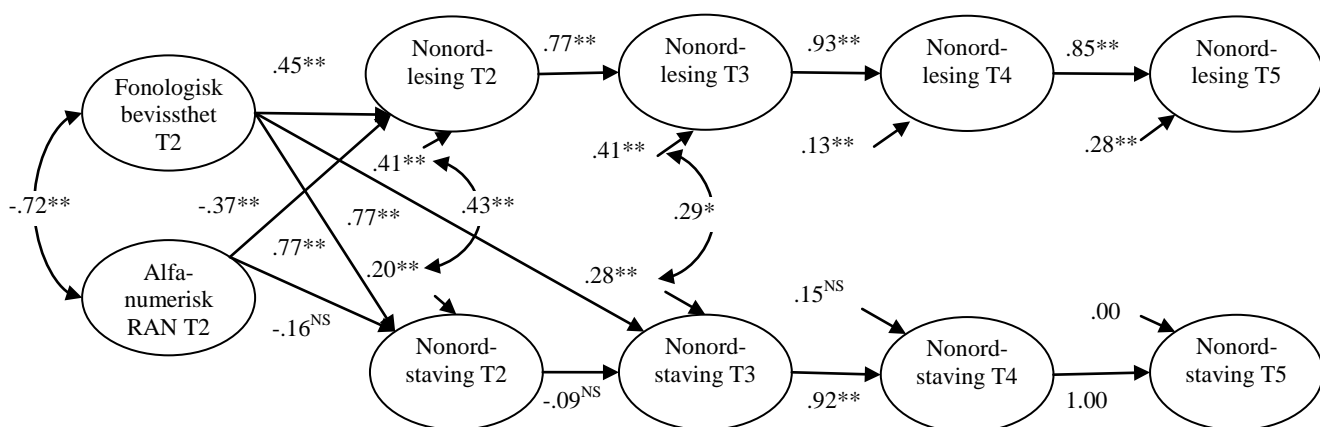 Nonord-
lesing T2
.77**
Nonord-
lesing T3
.93**
Nonord-
lesing T4
.85**
Nonord-
lesing T5
.45**
Fonologisk
bevissthet
T2
.41**
.41**
.13**
.28**
-.72**
-.37**
.77**
.43**
.29*
.77**
.20**
.28**
.15NS
.00
Alfa-
numerisk
RAN T2
-.16NS
Nonord-
staving T2
-.09NS
Nonord-
staving T3
.92**
Nonord-
staving T4
1.00
Nonord-
staving T5